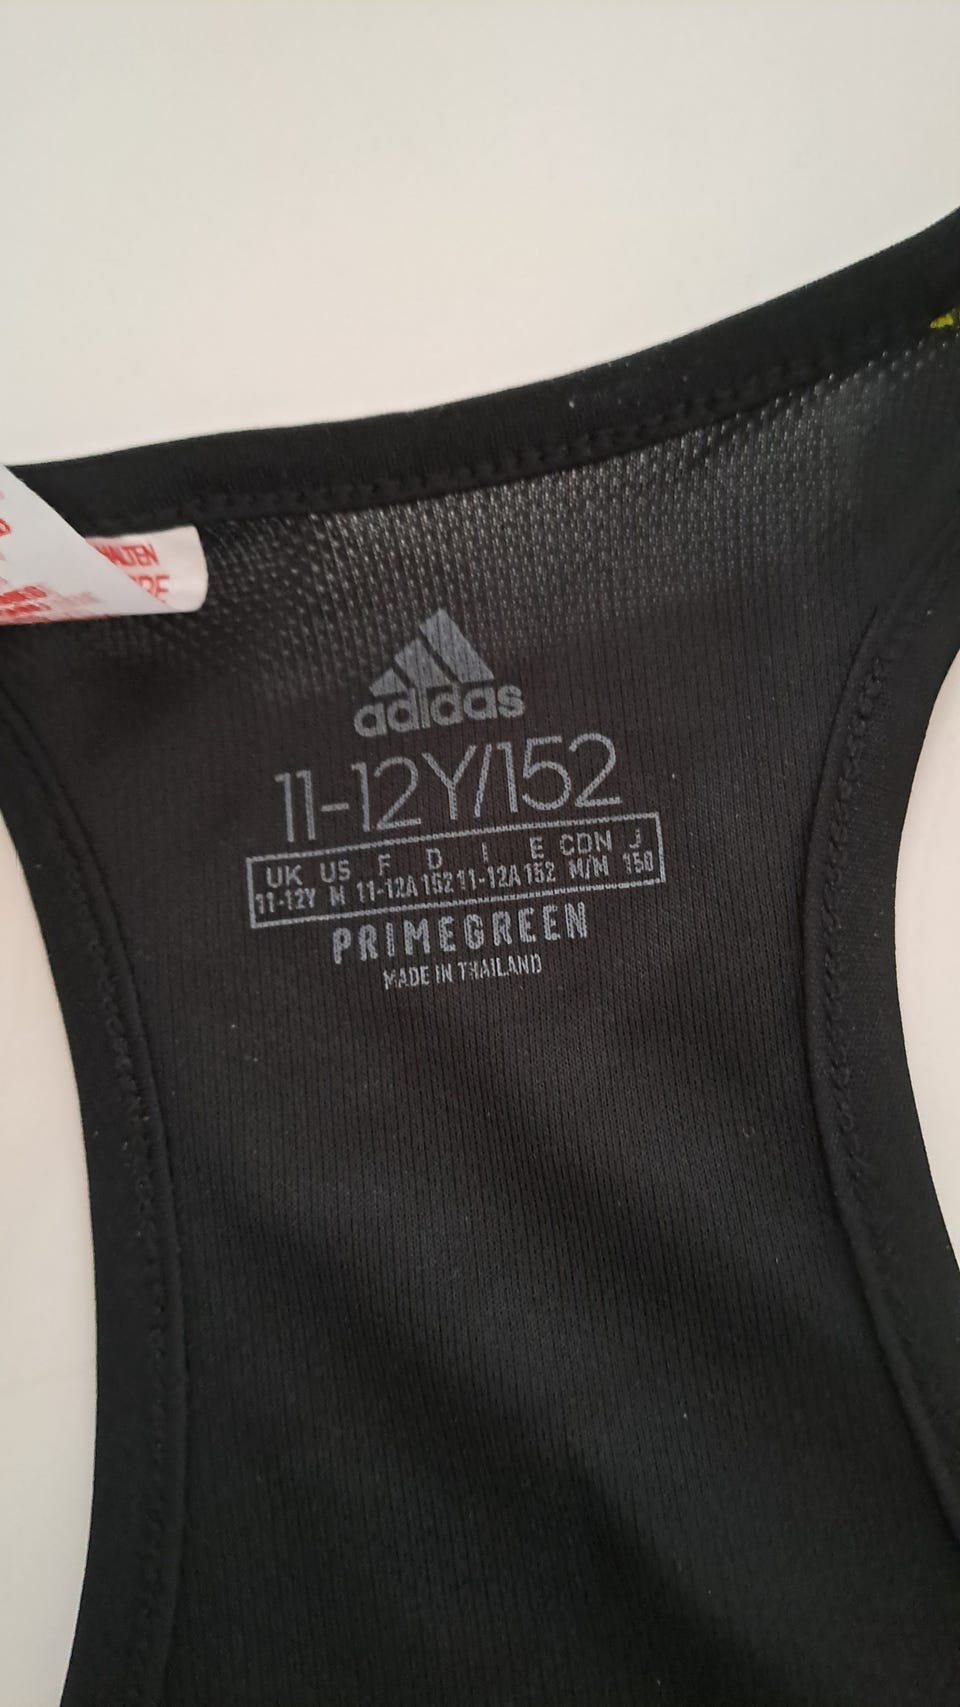 HALTEN
adidas
11-12Y/152
UK US F D I E CDN J
11-12Y M 11-12A 152 11-12A 152 M/M 150
PRIMEGREEN
MADE IN THAILAND